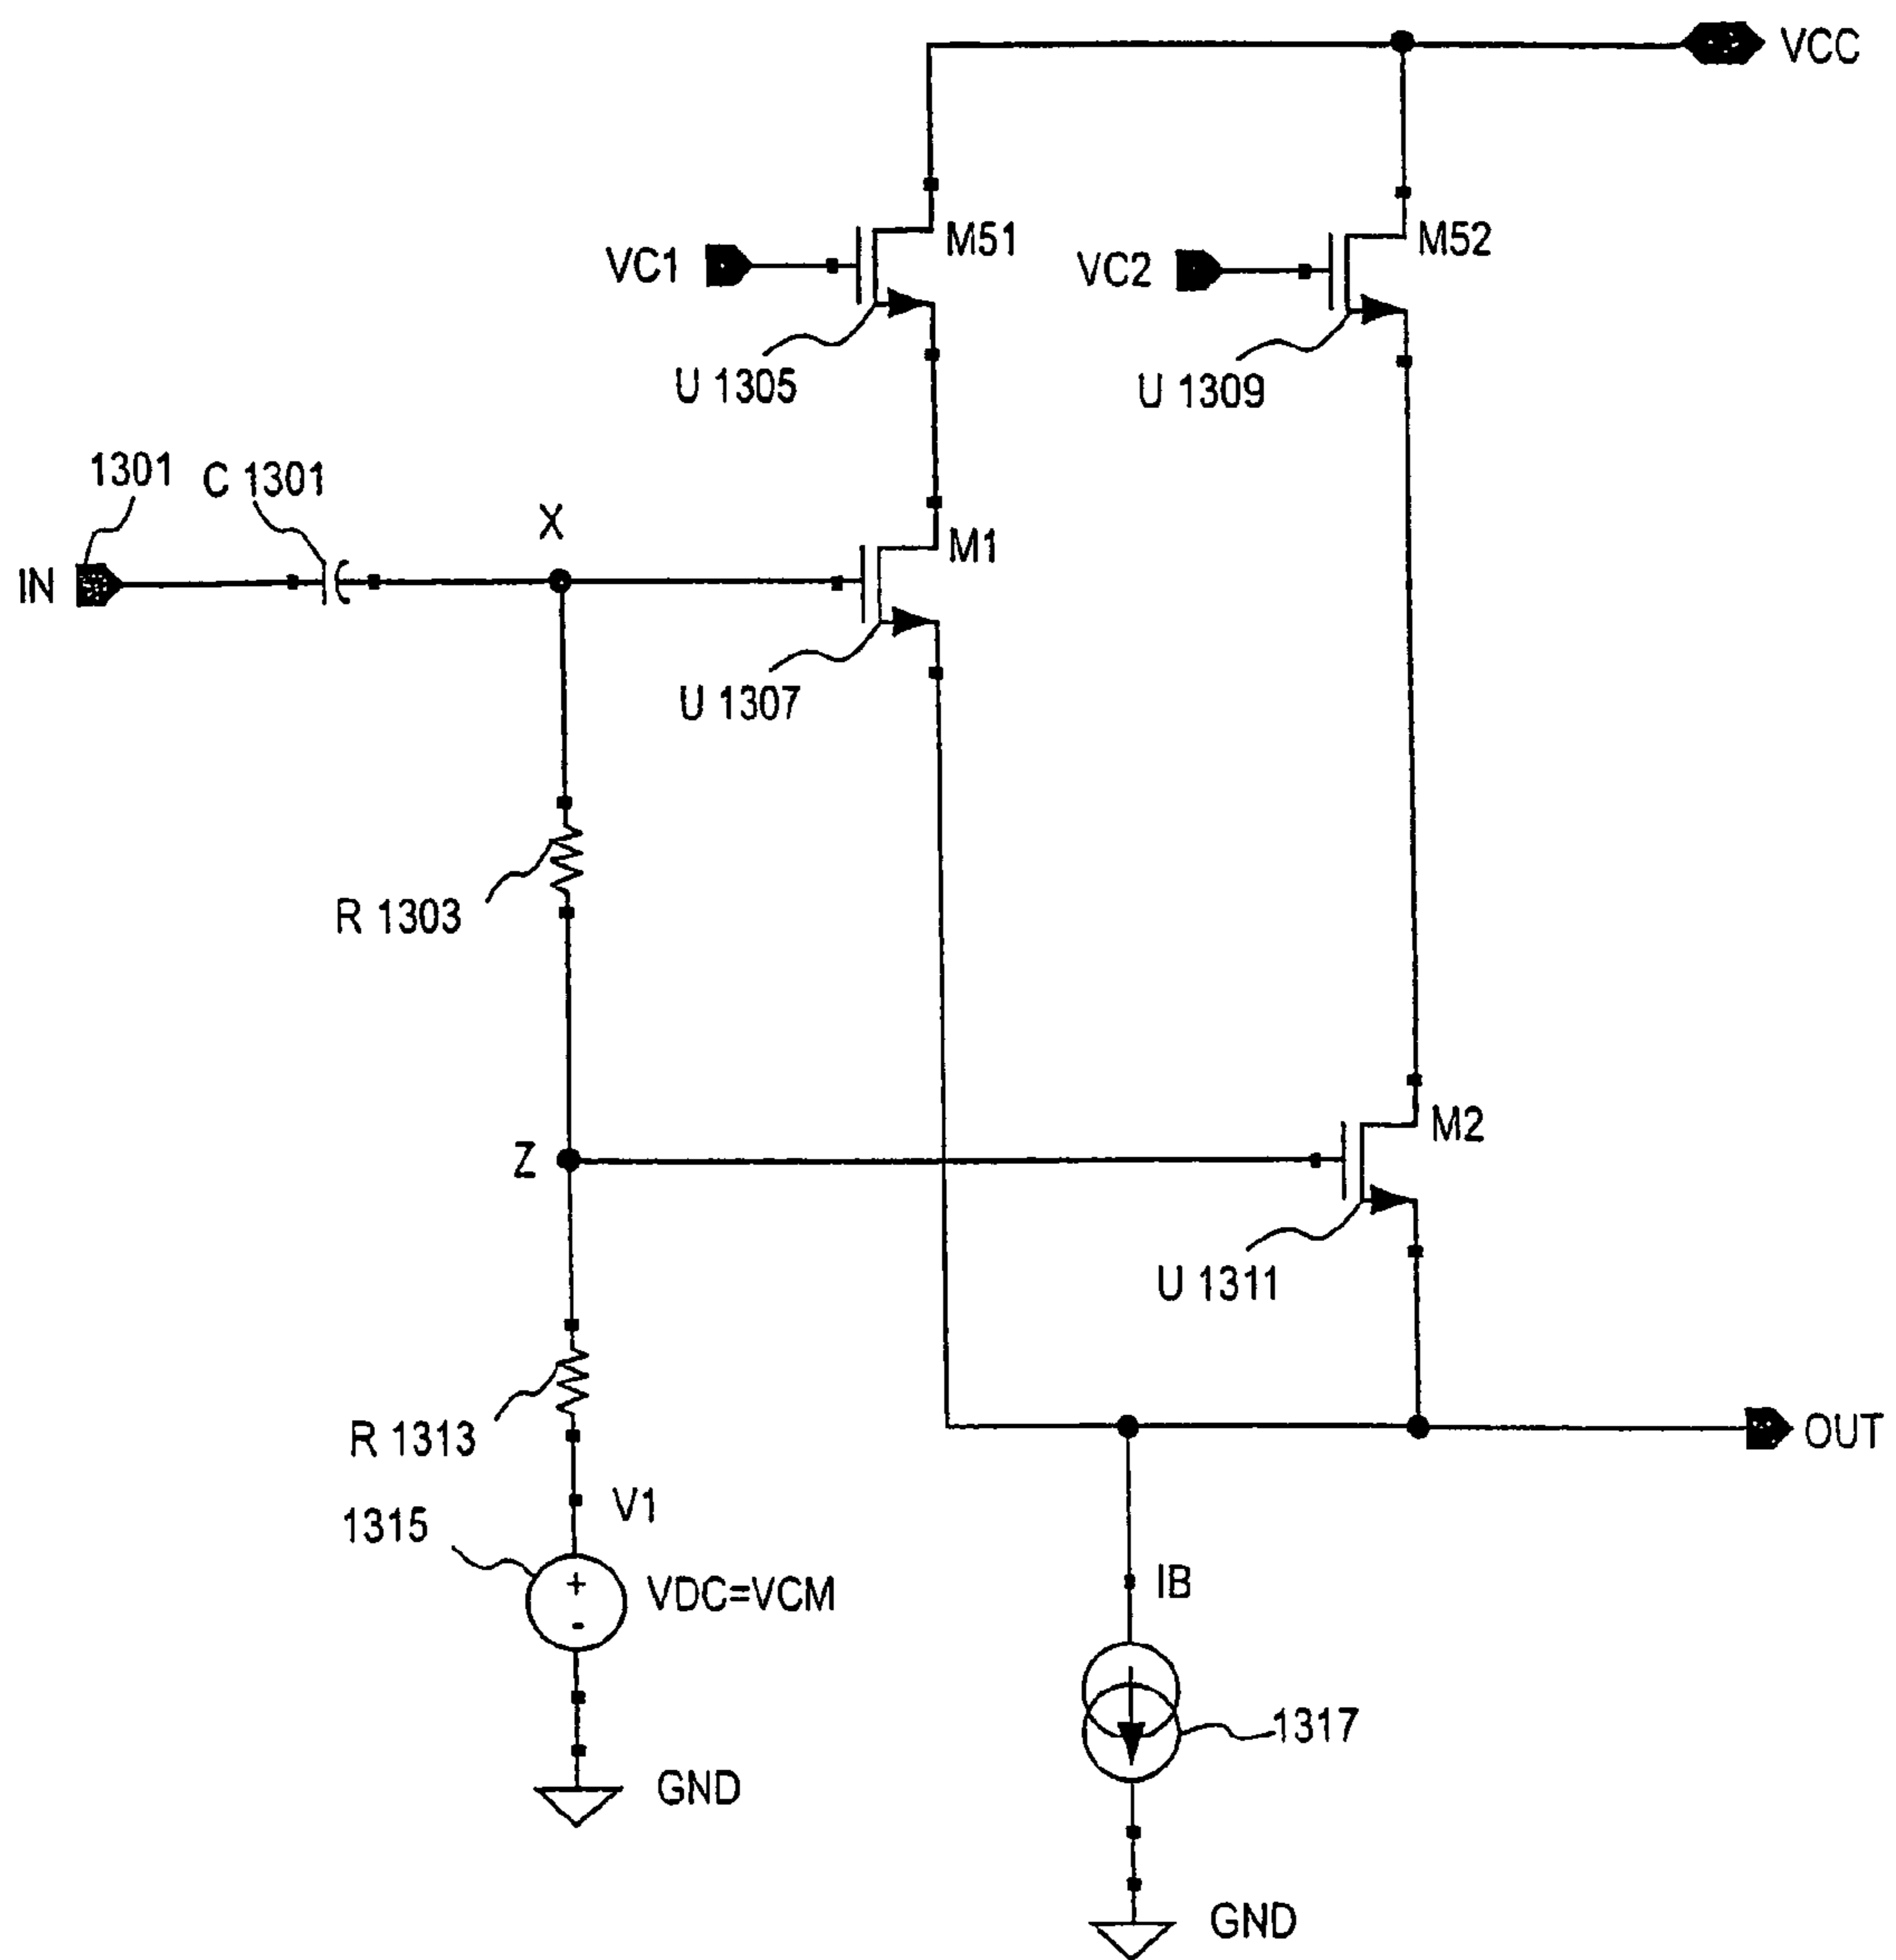 VCC
M51
M52
VC1
VC2
U 1305
U 1309
1301
C 1301
X
M1
IN
U 1307
R 1303
M2
Z
U 1311
R 1313
OUT
V1
1315
IB
VDC=VCM
+
-
1317
GND
GND